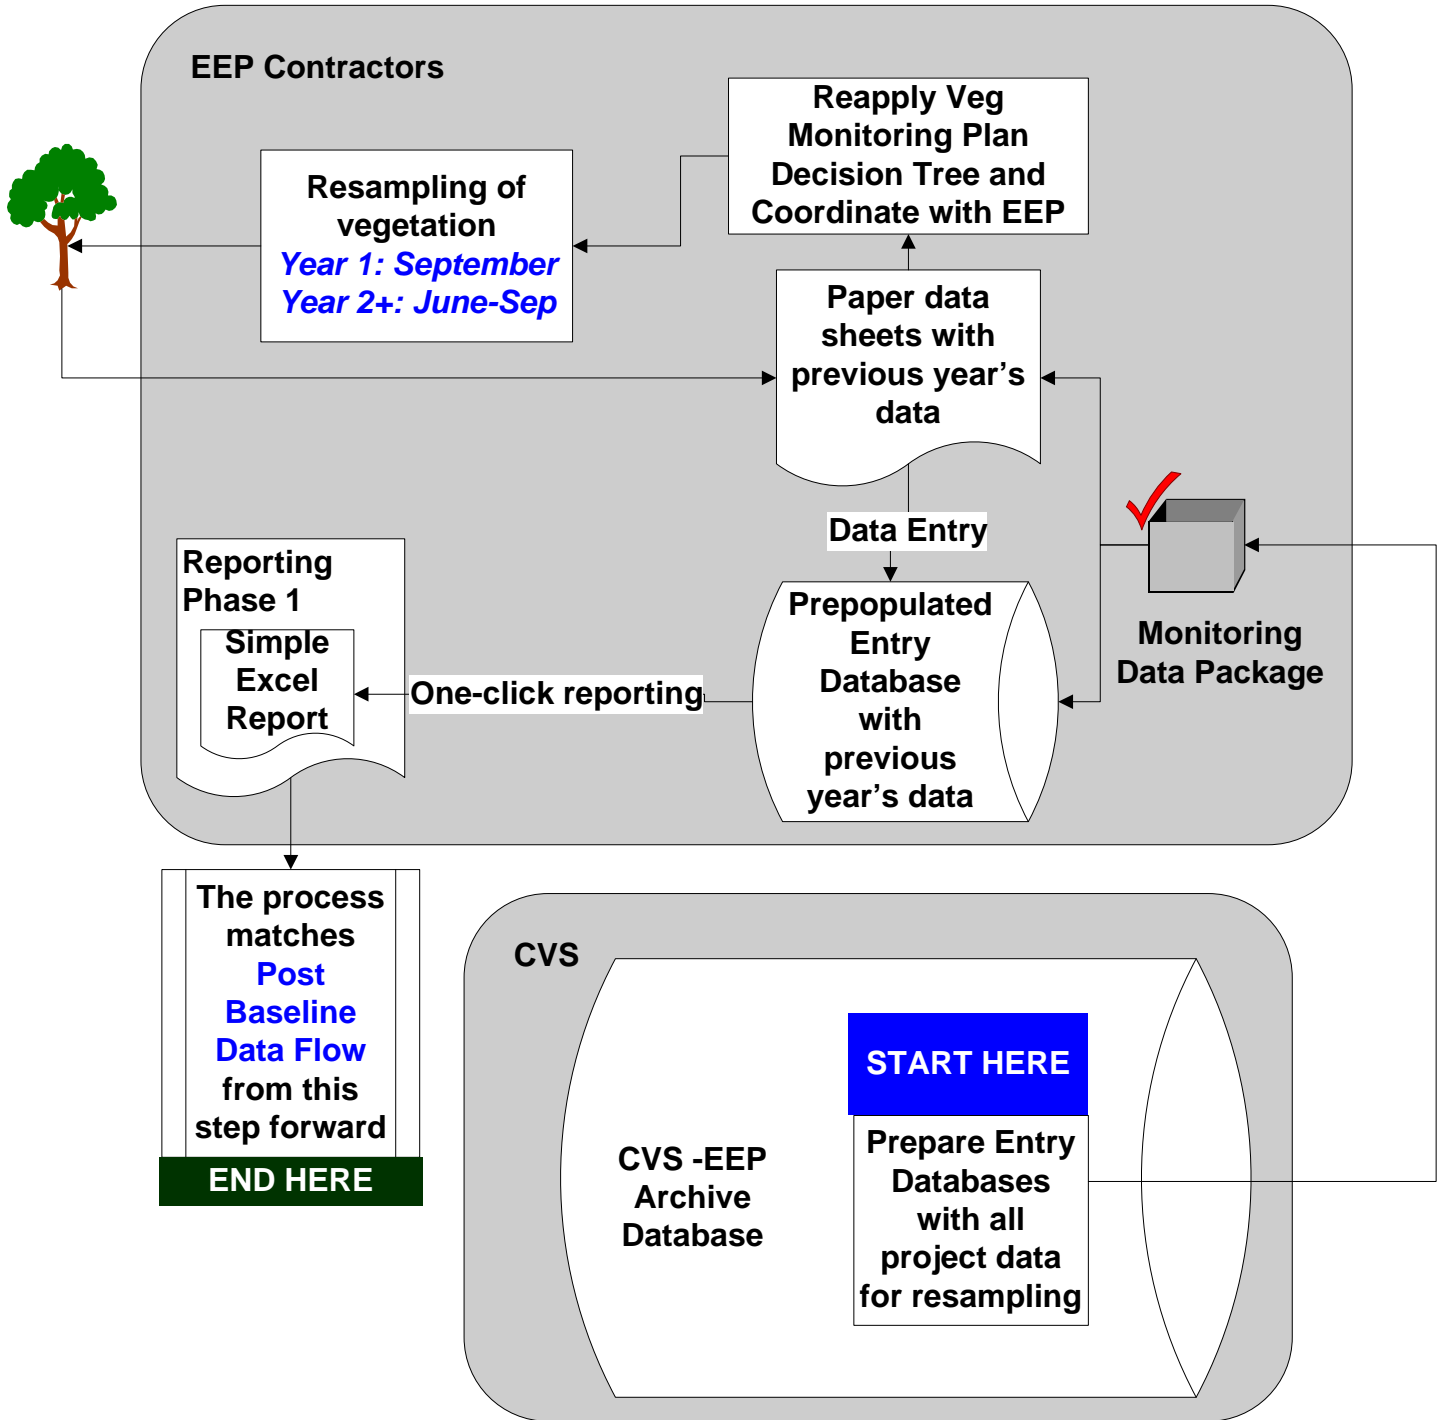 EEP Contractors
Reapply Veg
Monitoring Plan
Decision Tree and
Coordinate with EEP
Resampling of
vegetation
Year 1: September
Year 2+: June-Sep
Paper data
sheets with
previous year’s
data
Data Entry
Reporting
Phase 1
Simple
Excel
Report
One-click reporting
Prepopulated
Entry
Database
with
previous
year’s data
Monitoring
Data Package
The process
matches
Post
Baseline
Data Flow
from this
step forward
END HERE
CVS
START HERE
CVS -EEP
Archive
Database
Prepare Entry
Databases
with all
project data
for resampling